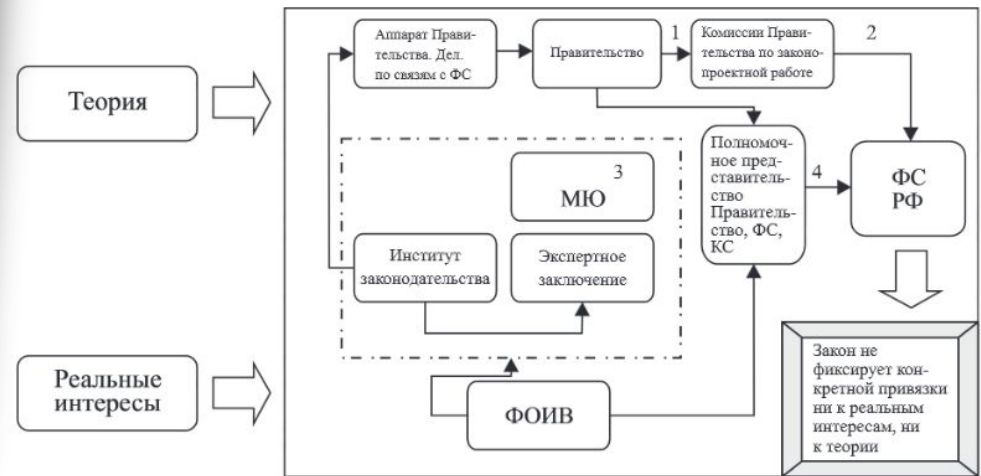 Теория
Аппарат Прави-
тельства. Дел.
по связям с ФС
Правительство
1
Комиссии Прави-
тельства по законо-
проектной работе
2
Полномоч-
ное пред-
ставитель-
ство
Правитель-
ство, ФС,
КС
4
ФС
РФ
3
МЮ
Институт
законодательства
Экспертное
заключение
Реальные
интересы
ФОИВ
Закон не
фиксирует кон-
кретной привязки
ни к реальным
интересам, ни
к теории